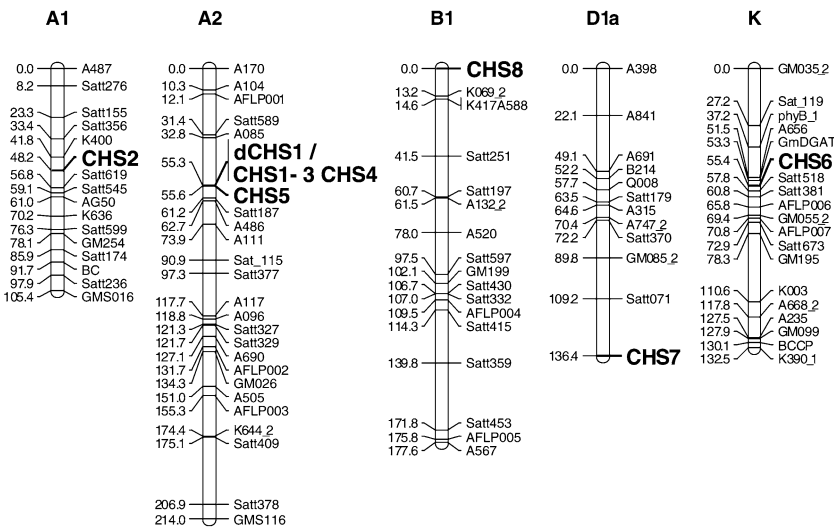 A1
0.0 A487
8.2 Satt276
23.3 Satt155
33.4 Satt356
41.8 K400
48.2 CHS2
56.8 Satt619
59.1 Satt545
61.0 AG50
70.2 K636
76.3 Satt599
78.1 GM254
85.9 Satt174
91.7 BC
97.9 Satt236
105.4 GMS016
A2
0.0 A170
10.3 A104
12.1 AFLP001
31.4 Satt589
32.8 A085
55.3 dCHS1 /
CHS1- 3 CHS4
55.6 CHS5
61.2 Satt187
62.7 A486
73.9 A111
90.9 Sat_115
97.3 Satt377
117.7 A117
118.8 A096
121.3 Satt327
121.7 Satt329
127.1 A690
131.7 AFLP002
134.3 GM026
151.0 A505
155.3 AFLP003
174.4 K644_2
175.1 Satt409
206.9 Satt378
214.0 GMS116
B1
0.0 CHS8
13.2 K069_2
14.6 K417A588
41.5 Satt251
60.7 Satt197
61.5 A132_2
78.0 A520
97.5 Satt597
102.1 GM199
106.7 Satt430
107.0 Satt332
109.5 AFLP004
114.3 Satt415
139.8 Satt359
171.8 Satt453
175.8 AFLP005
177.6 A567
D1a
0.0 A398
22.1 A841
49.1 A691
52.2 B214
57.7 Q008
63.5 Satt179
64.6 A315
70.4 A747_2
72.2 Satt370
89.8 GM085_2
109.2 Satt071
136.4 CHS7
K
0.0 GM035_2
27.2 Sat_119
37.2 phyB_1
51.5 A656
53.3 GmDGAT
55.4 CHS6
57.8 Satt518
60.8 Satt381
65.8 AFLP006
69.4 GM055_2
70.8 AFLP007
72.9 Satt673
78.3 GM195
110.6 K003
117.8 A668_2
127.5 A235
127.9 GM099
130.1 BCCP
132.5 K390_1